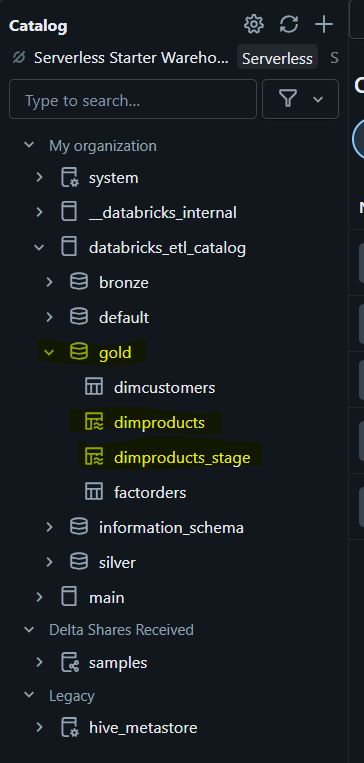 Catalog
Serverless Starter Wareho... Serverless S
Type to search...
My organization
system
__databricks_internal
databricks_etl_catalog
bronze
default
gold
dimcustomers
dimproducts
dimproducts_stage
factorders
information_schema
silver
main
Delta Shares Received
samples
Legacy
hive_metastore